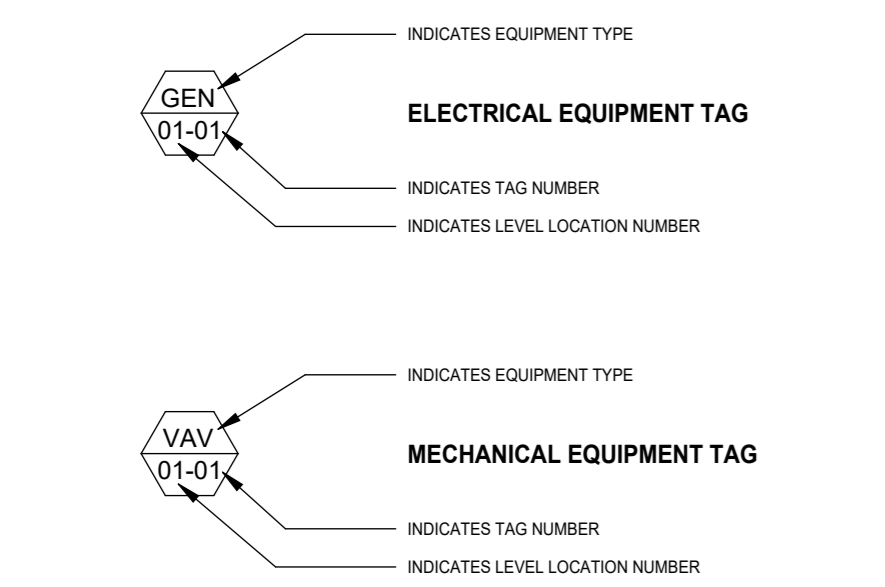 INDICATES EQUIPMENT TYPE
GEN
ELECTRICAL EQUIPMENT TAG
01-01
INDICATES TAG NUMBER
INDICATES LEVEL LOCATION NUMBER
INDICATES EQUIPMENT TYPE
VAV
MECHANICAL EQUIPMENT TAG
01-01
INDICATES TAG NUMBER
INDICATES LEVEL LOCATION NUMBER